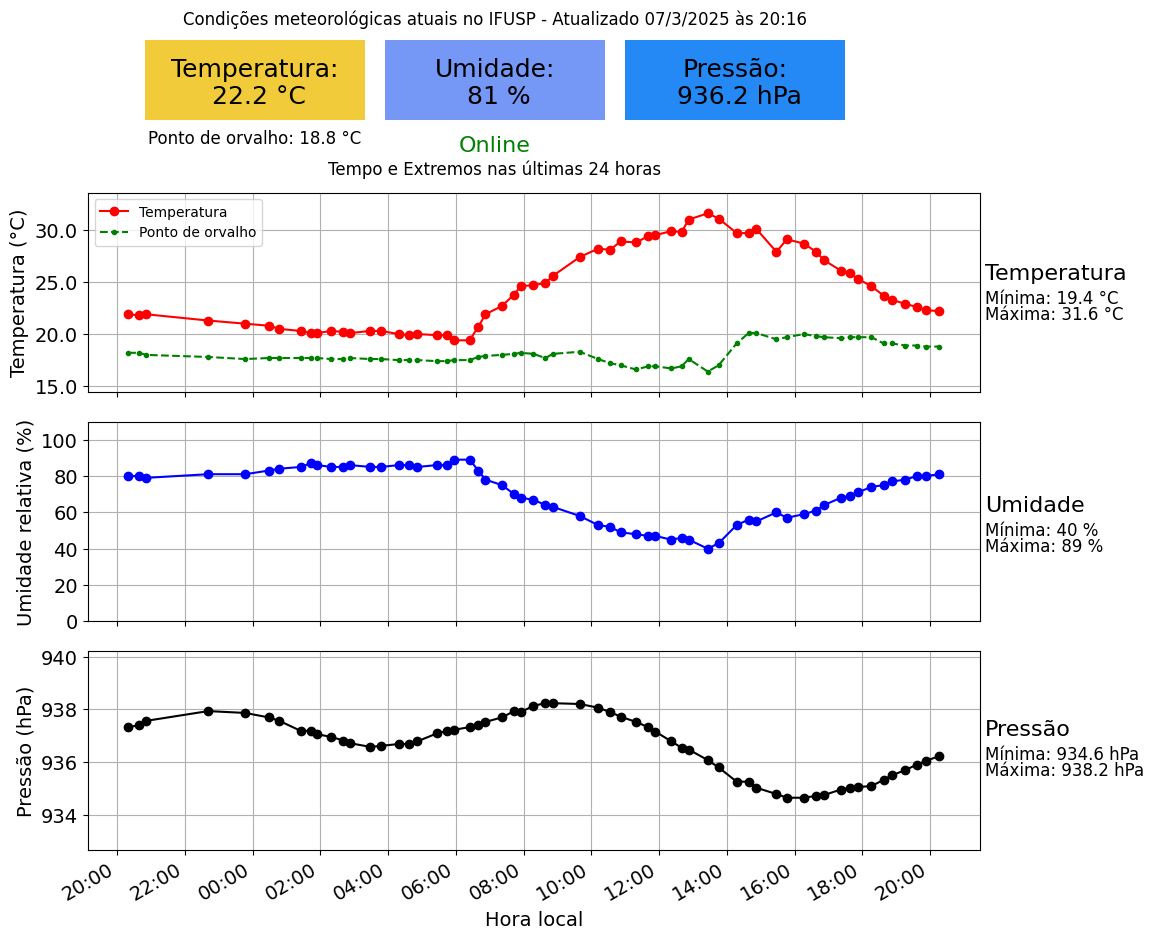 Condições meteorológicas atuais no IFUSP - Atualizado 07/3/2025 às 20:16
Temperatura:
22.2 °C
Umidade:
81 %
Pressão:
936.2 hPa
Ponto de orvalho: 18.8 °C
Online
Tempo e Extremos nas últimas 24 horas
Temperatura (°C)
30.0
25.0
20.0
15.0
Temperatura
Ponto de orvalho
Temperatura
Mínima: 19.4 °C
Máxima: 31.6 °C
Umidade relativa (%)
100
80
60
40
20
0
Umidade
Mínima: 40 %
Máxima: 89 %
Pressão (hPa)
940
938
936
934
Pressão
Mínima: 934.6 hPa
Máxima: 938.2 hPa
20:00 22:00 00:00 02:00 04:00 06:00 08:00 10:00 12:00 14:00 16:00 18:00 20:00
Hora local